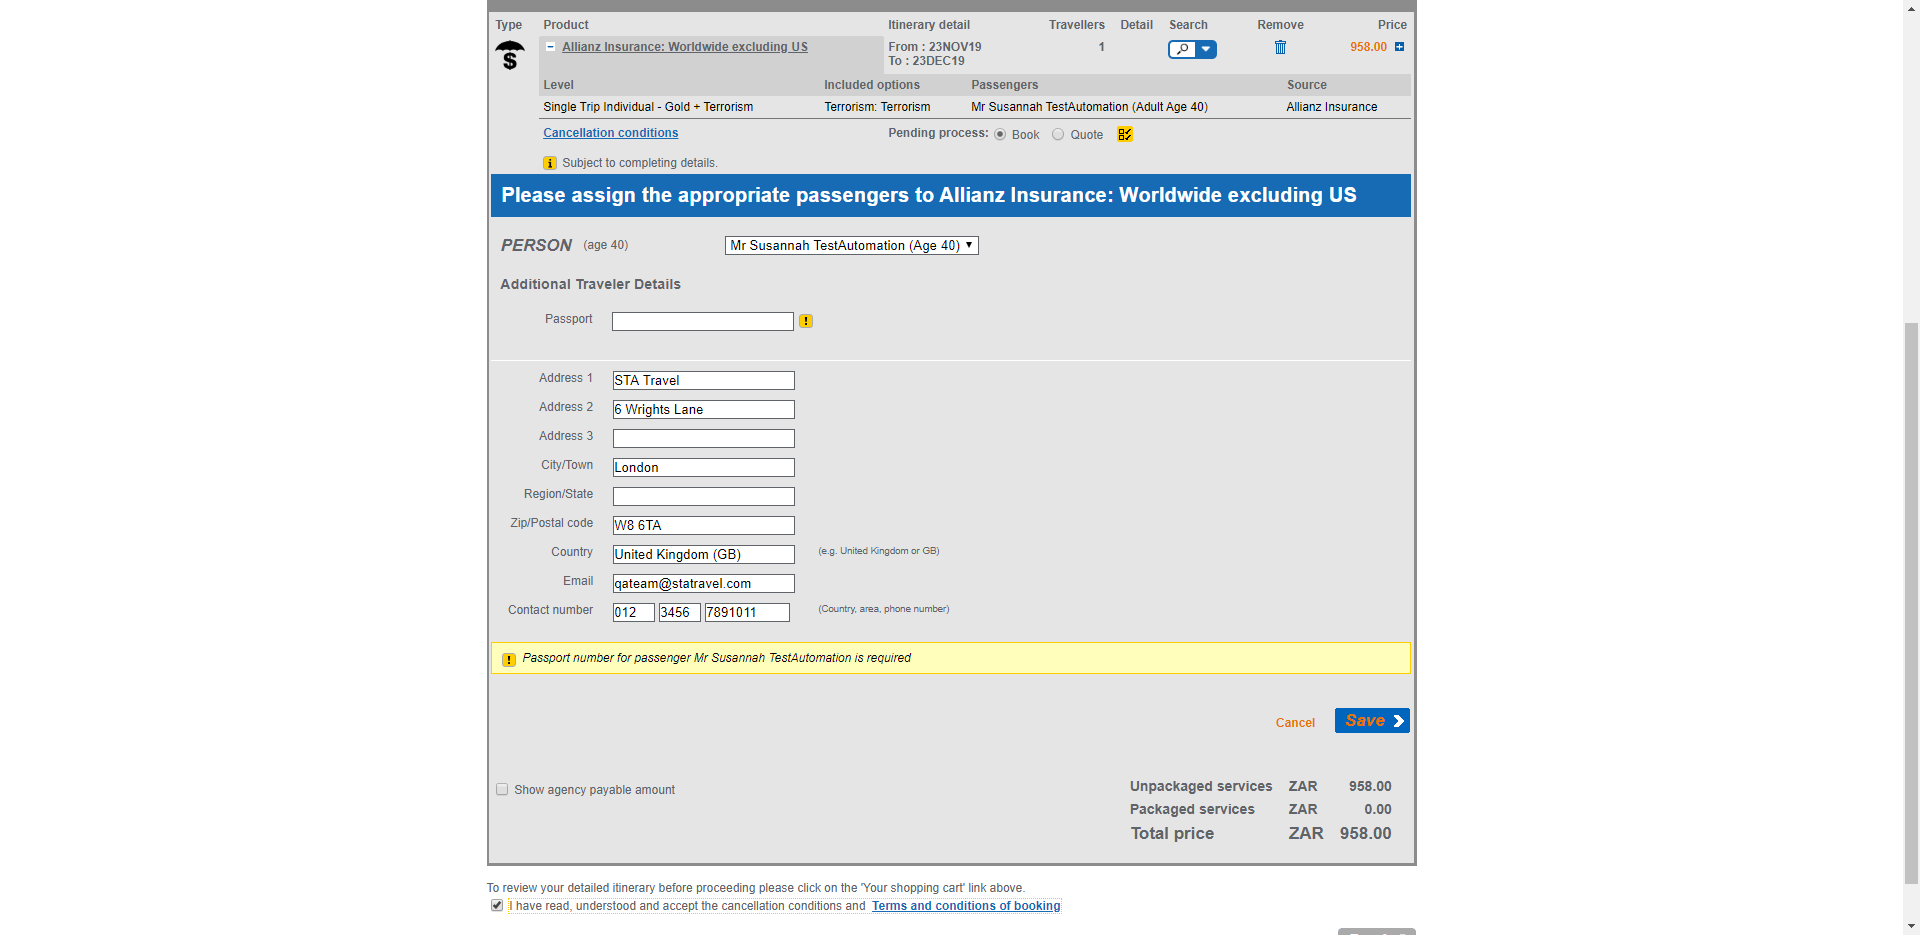 Type Product Itinerary detail Travellers Detail Search Remove Price
Allianz Insurance: Worldwide excluding US From : 23NOV19 1 958.00
To : 23DEC19
Level Included options Passengers Source
Single Trip Individual - Gold + Terrorism Terrorism: Terrorism Mr Susannah TestAutomation (Adult Age 40) Allianz Insurance
Cancellation conditions Pending process: Book Quote
Subject to completing details.
Please assign the appropriate passengers to Allianz Insurance: Worldwide excluding US
PERSON (age 40) Mr Susannah TestAutomation (Age 40)
Additional Traveler Details
Passport
Address 1 STA Travel
Address 2 6 Wrights Lane
Address 3
City/Town London
Region/State
Zip/Postal code W8 6TA
Country United Kingdom (GB) (e.g. United Kingdom or GB)
Email qateam@statravel.com
Contact number 012 3456 7891011 (Country, area, phone number)
Passport number for passenger Mr Susannah TestAutomation is required
Cancel Save
Show agency payable amount
Unpackaged services ZAR 958.00
Packaged services ZAR 0.00
Total price ZAR 958.00
To review your detailed itinerary before proceeding please click on the 'Your shopping cart' link above.
I have read, understood and accept the cancellation conditions and Terms and conditions of booking